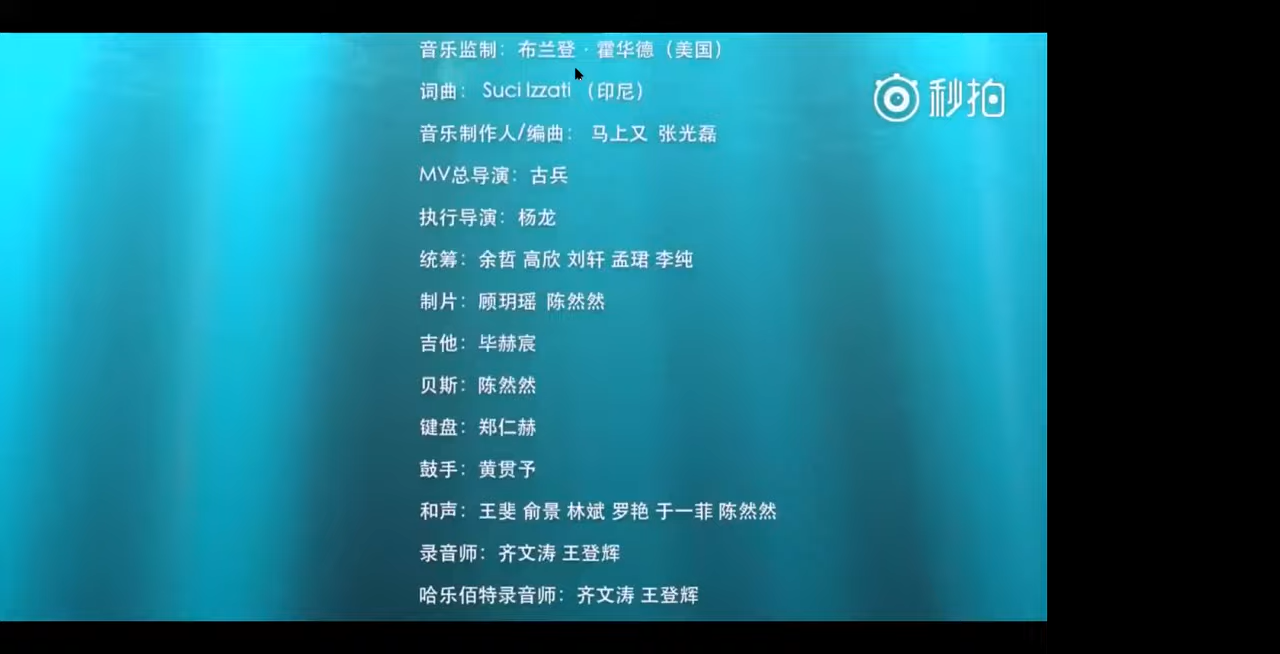 音乐监制：布兰登·霍华德（美国）
秒拍
词曲： Suci Izzati （印尼）
音乐制作人/编曲： 马上又 张光磊
MV总导演：古兵
执行导演：杨龙
统筹：余哲 高欣 刘轩 孟珺 李纯
制片：顾玥瑶 陈然然
吉他：毕赫宸
贝斯：陈然然
键盘：郑仁赫
鼓手：黄贯予
和声：王斐 俞景 林斌 罗艳 于一菲 陈然然
录音师：齐文涛 王登辉
哈乐佰特录音师：齐文涛 王登辉